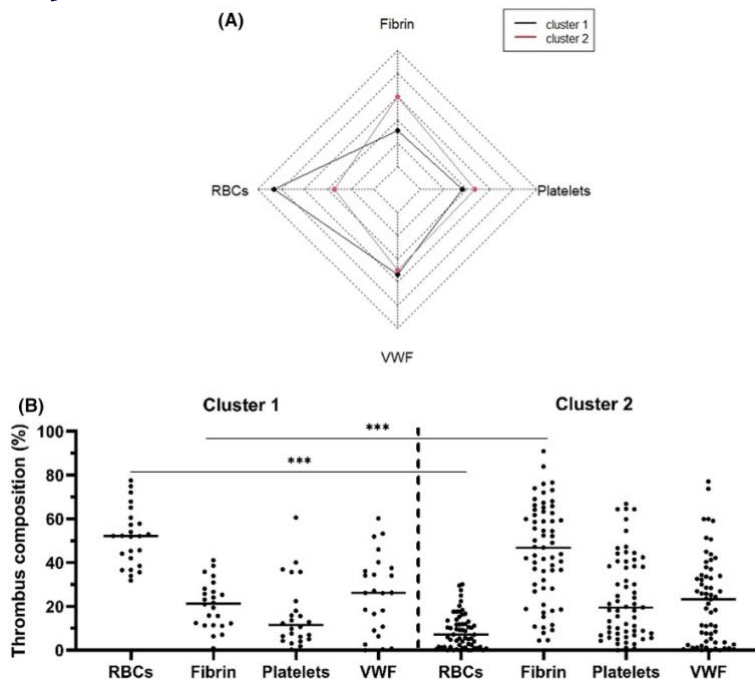 (A)
Fibrin
cluster 1
cluster 2
RBCs
Platelets
VWF
(B)
Cluster 1
Cluster 2
***
***
Thrombus composition (%)
100
80
60
40
20
0
RBCs Fibrin Platelets VWF RBCs Fibrin Platelets VWF